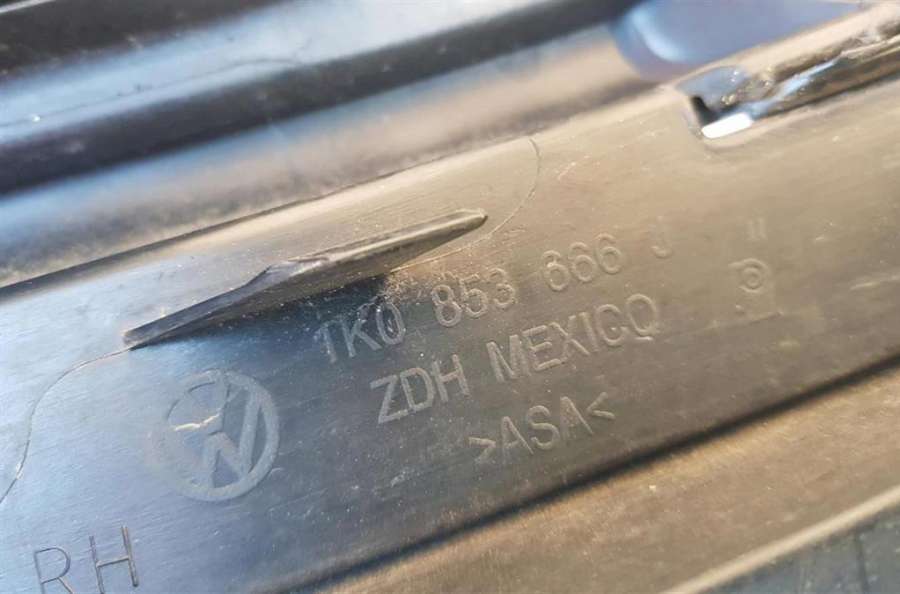 1K0 853 666 J
ZDH MEXICO
>ASA<
RH